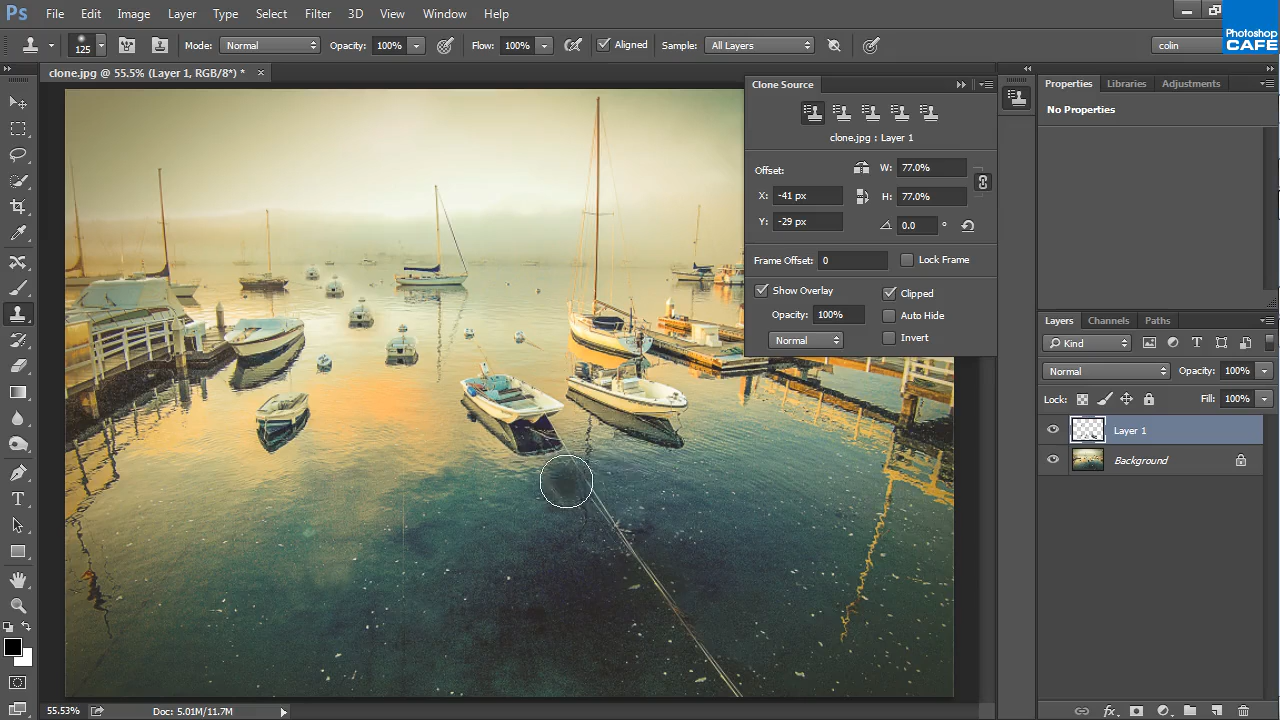 Ps File Edit Image Layer Type Select Filter 3D View Window Help
Photoshop
CAFE
125 Mode: Normal Opacity: 100% Flow: 100% Aligned Sample: All Layers colin
clone.jpg @ 55.5% (Layer 1, RGB/8*) * ×
Clone Source
clone.jpg : Layer 1
Offset: W: 77.0%
X: -41 px H: 77.0%
Y: -29 px 0.0 °
Frame Offset: 0 Lock Frame
Show Overlay Clipped
Opacity: 100% Auto Hide
Normal Invert
Properties Libraries Adjustments
No Properties
Layers Channels Paths
Kind
Normal Opacity: 100%
Lock: Fill: 100%
Layer 1
Background
55.53% Doc: 5.01M/11.7M
fx